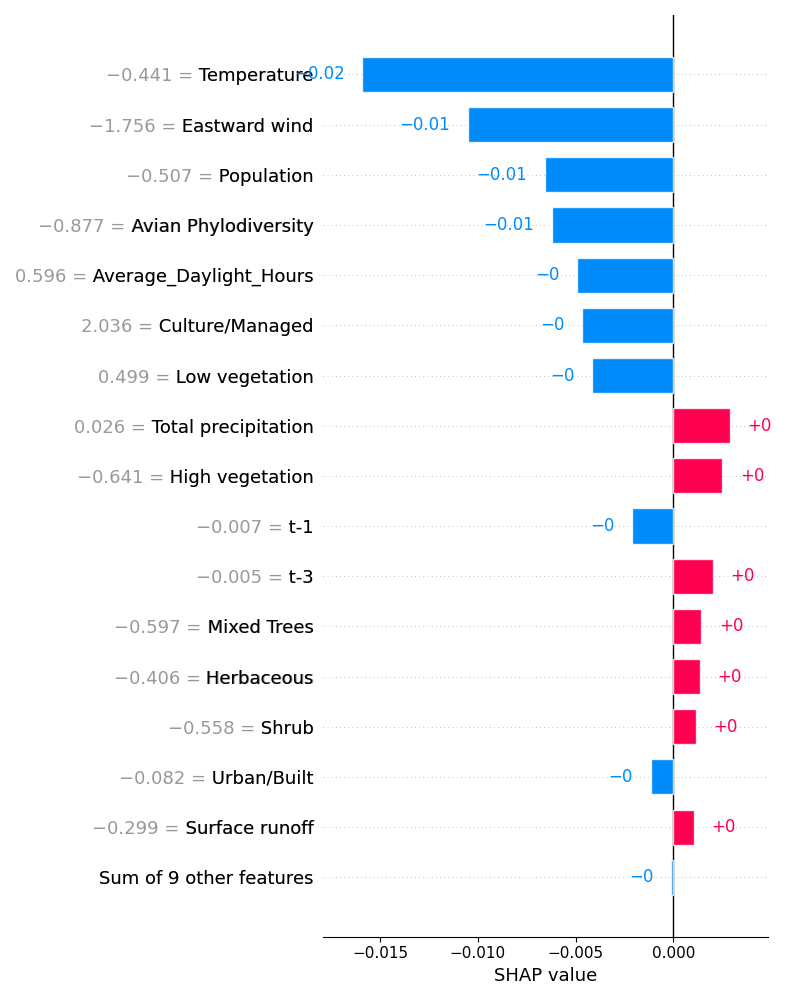 −0.441 = Temperature −0.02
−1.756 = Eastward wind −0.01
−0.507 = Population −0.01
−0.877 = Avian Phylodiversity −0.01
0.596 = Average_Daylight_Hours −0
2.036 = Culture/Managed −0
0.499 = Low vegetation −0
0.026 = Total precipitation +0
−0.641 = High vegetation +0
−0.007 = t-1 −0
−0.005 = t-3 +0
−0.597 = Mixed Trees +0
−0.406 = Herbaceous +0
−0.558 = Shrub +0
−0.082 = Urban/Built −0
−0.299 = Surface runoff +0
Sum of 9 other features −0
−0.015 −0.010 −0.005 0.000
SHAP value